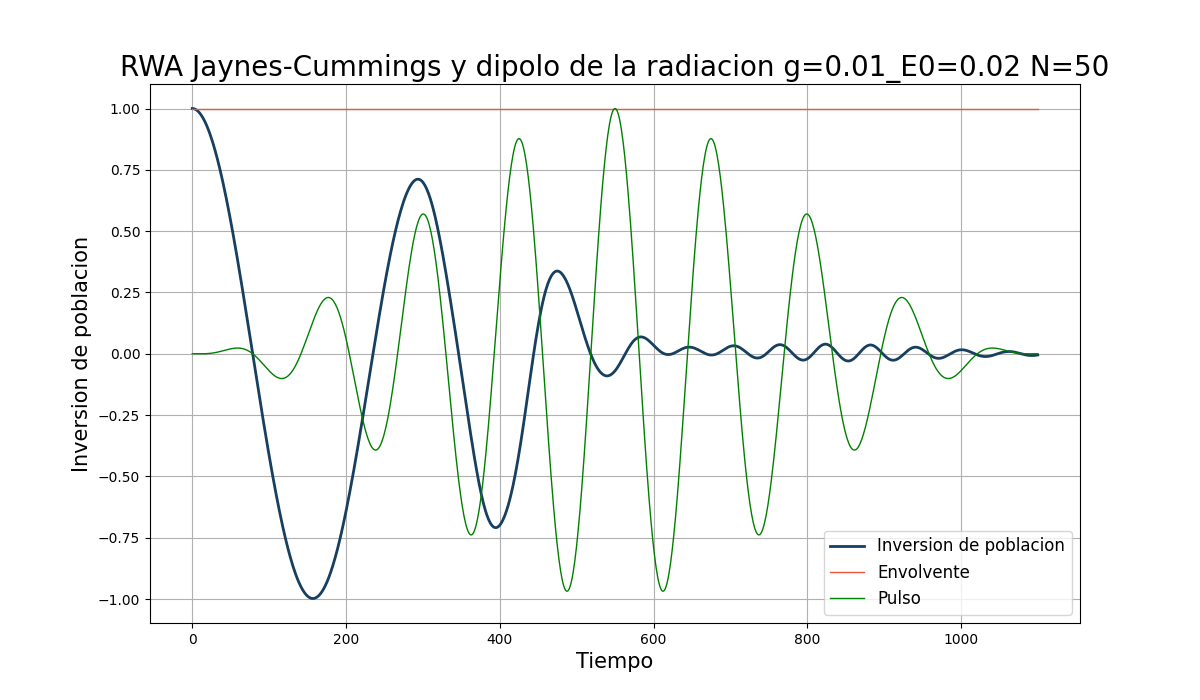 RWA Jaynes-Cummings y dipolo de la radiacion g=0.01_E0=0.02 N=50
1.00
0.75
0.50
0.25
0.00
−0.25
−0.50
−0.75
−1.00
Inversion de poblacion
Inversion de poblacion
Envolvente
Pulso
0 200 400 600 800 1000
Tiempo